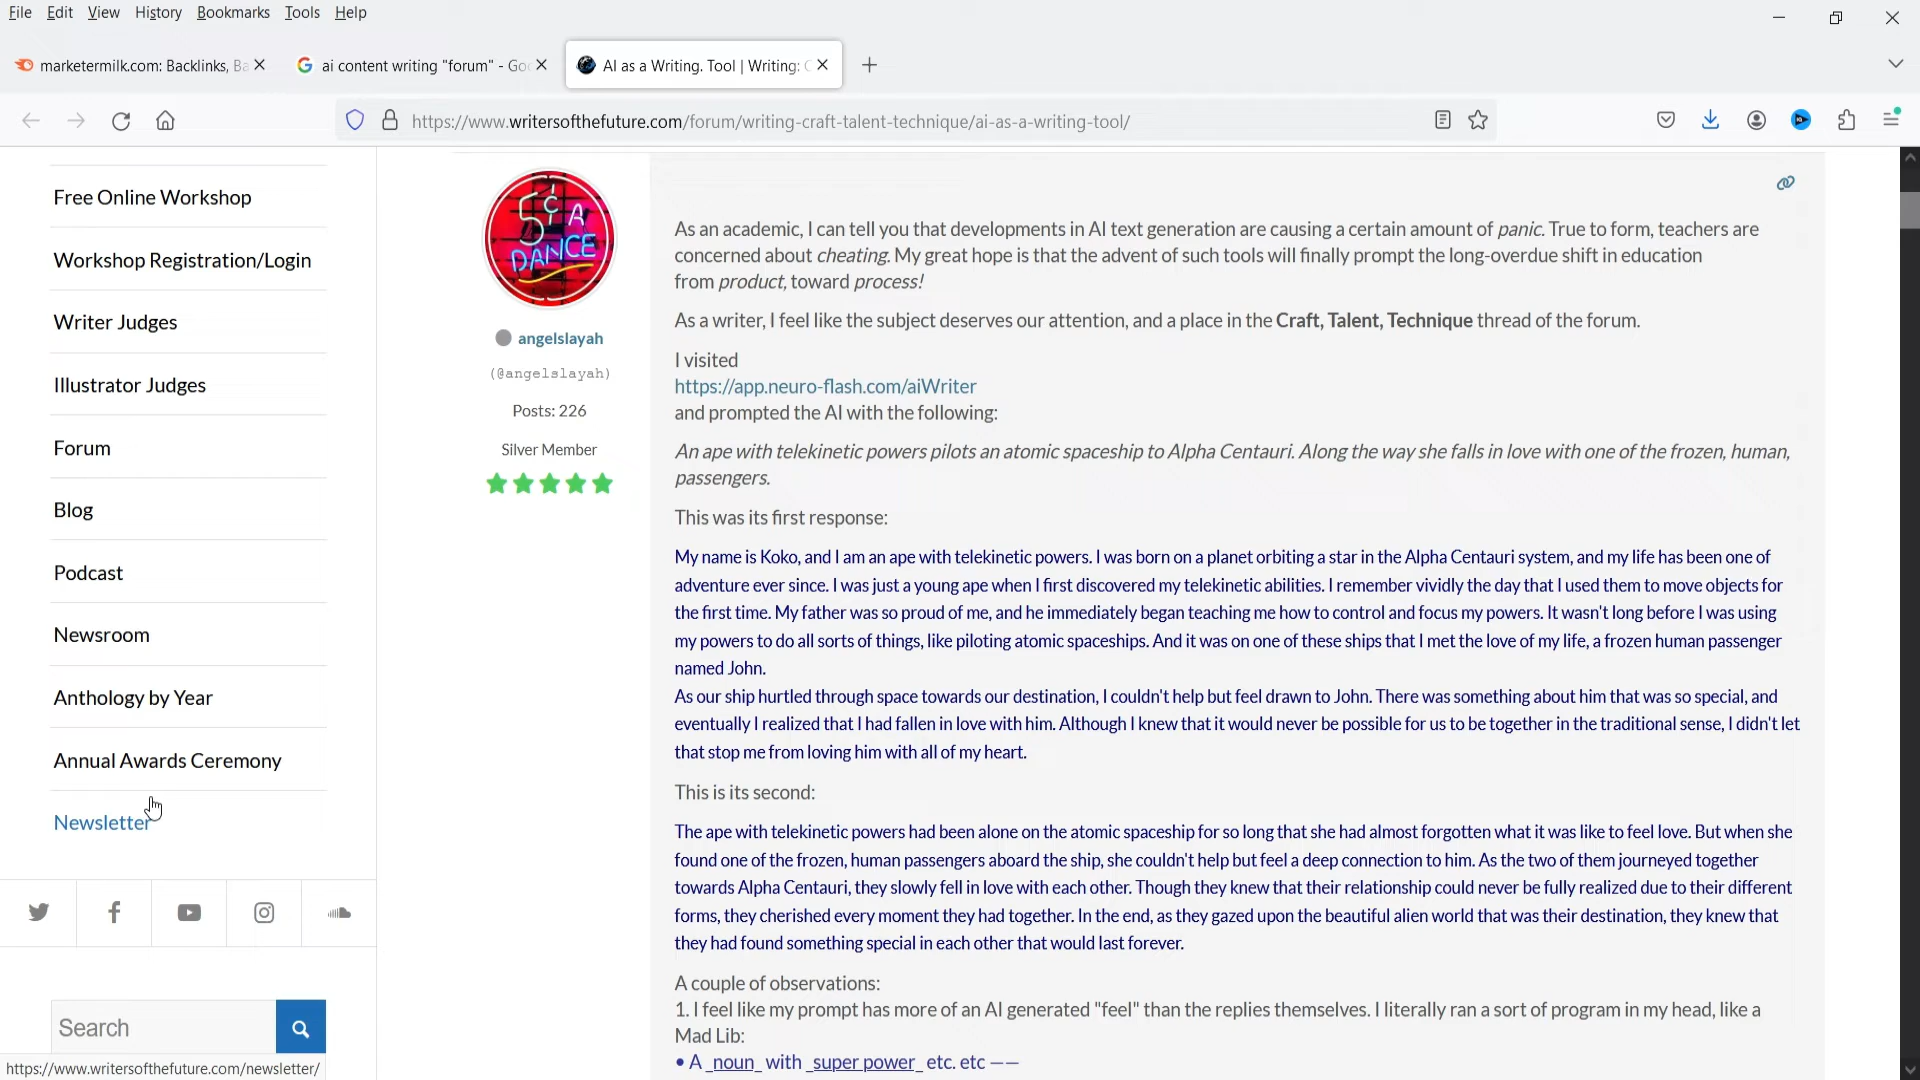 File Edit View History Bookmarks Tools Help
marketermilk.com: Backlinks, Ba
ai content writing "forum" - Goo
AI as a Writing. Tool | Writing: C
https://www.writersofthefuture.com/forum/writing-craft-talent-technique/ai-as-a-writing-tool/
Free Online Workshop
Workshop Registration/Login
Writer Judges
Illustrator Judges
Forum
Blog
Podcast
Newsroom
Anthology by Year
Annual Awards Ceremony
Newsletter
Search
https://www.writersofthefuture.com/newsletter/
5¢ A
DANCE
angelslayah
(@angelslayah)
Posts: 226
Silver Member
As an academic, I can tell you that developments in AI text generation are causing a certain amount of panic. True to form, teachers are
concerned about cheating. My great hope is that the advent of such tools will finally prompt the long-overdue shift in education
from product, toward process!
As a writer, I feel like the subject deserves our attention, and a place in the Craft, Talent, Technique thread of the forum.
I visited
https://app.neuro-flash.com/aiWriter
and prompted the AI with the following:
An ape with telekinetic powers pilots an atomic spaceship to Alpha Centauri. Along the way she falls in love with one of the frozen, human,
passengers.
This was its first response:
My name is Koko, and I am an ape with telekinetic powers. I was born on a planet orbiting a star in the Alpha Centauri system, and my life has been one of
adventure ever since. I was just a young ape when I first discovered my telekinetic abilities. I remember vividly the day that I used them to move objects for
the first time. My father was so proud of me, and he immediately began teaching me how to control and focus my powers. It wasn't long before I was using
my powers to do all sorts of things, like piloting atomic spaceships. And it was on one of these ships that I met the love of my life, a frozen human passenger
named John.
As our ship hurtled through space towards our destination, I couldn't help but feel drawn to John. There was something about him that was so special, and
eventually I realized that I had fallen in love with him. Although I knew that it would never be possible for us to be together in the traditional sense, I didn't let
that stop me from loving him with all of my heart.
This is its second:
The ape with telekinetic powers had been alone on the atomic spaceship for so long that she had almost forgotten what it was like to feel love. But when she
found one of the frozen, human passengers aboard the ship, she couldn't help but feel a deep connection to him. As the two of them journeyed together
towards Alpha Centauri, they slowly fell in love with each other. Though they knew that their relationship could never be fully realized due to their different
forms, they cherished every moment they had together. In the end, as they gazed upon the beautiful alien world that was their destination, they knew that
they had found something special in each other that would last forever.
A couple of observations:
1. I feel like my prompt has more of an AI generated "feel" than the replies themselves. I literally ran a sort of program in my head, like a
Mad Lib:
• A _noun_ with _super power_ etc. etc ——